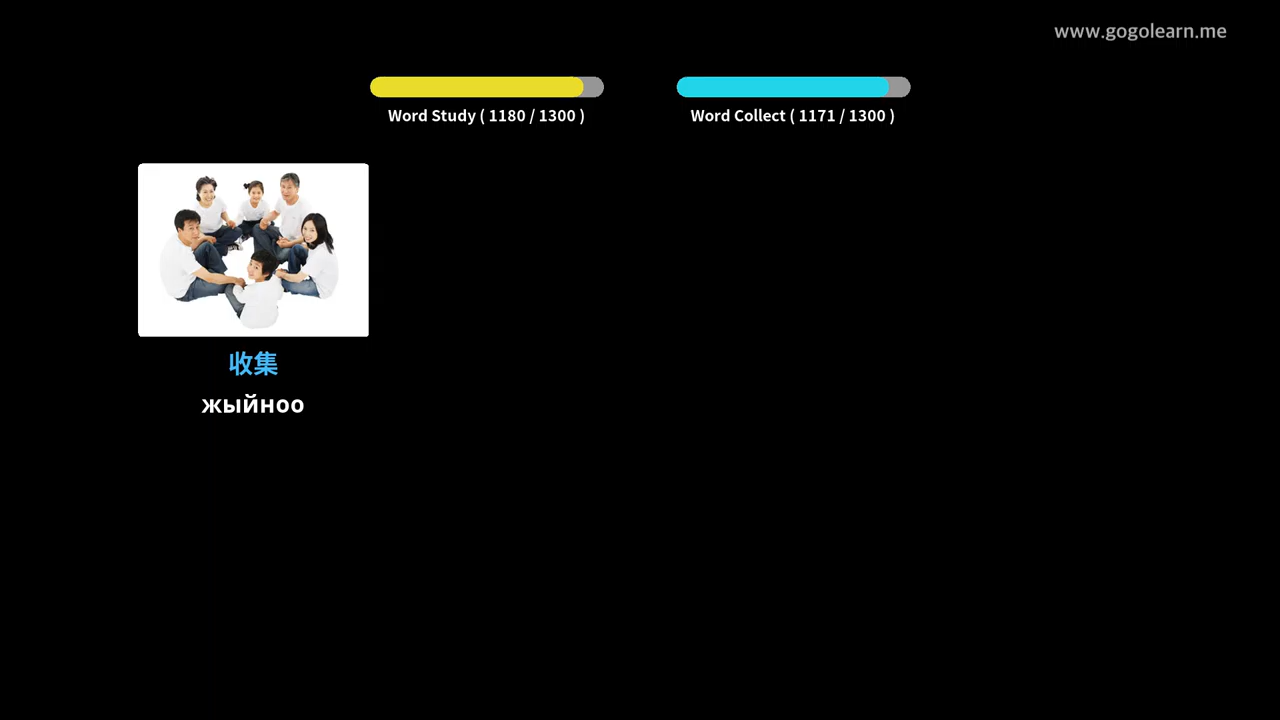 www.gogolearn.me
Word Study ( 1180 / 1300 )
Word Collect ( 1171 / 1300 )
收集
жыйноо